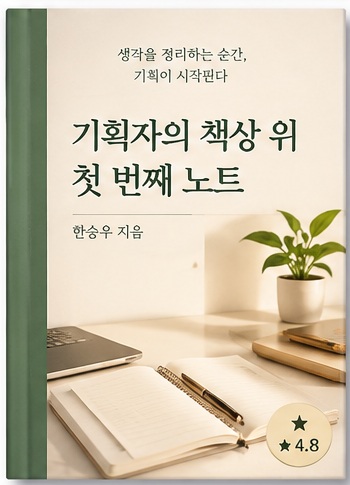 생각을 정리하는 순간,
기획이 시작된다
기획자의 책상 위
첫 번째 노트
한승우 지음
★
★ 4.8